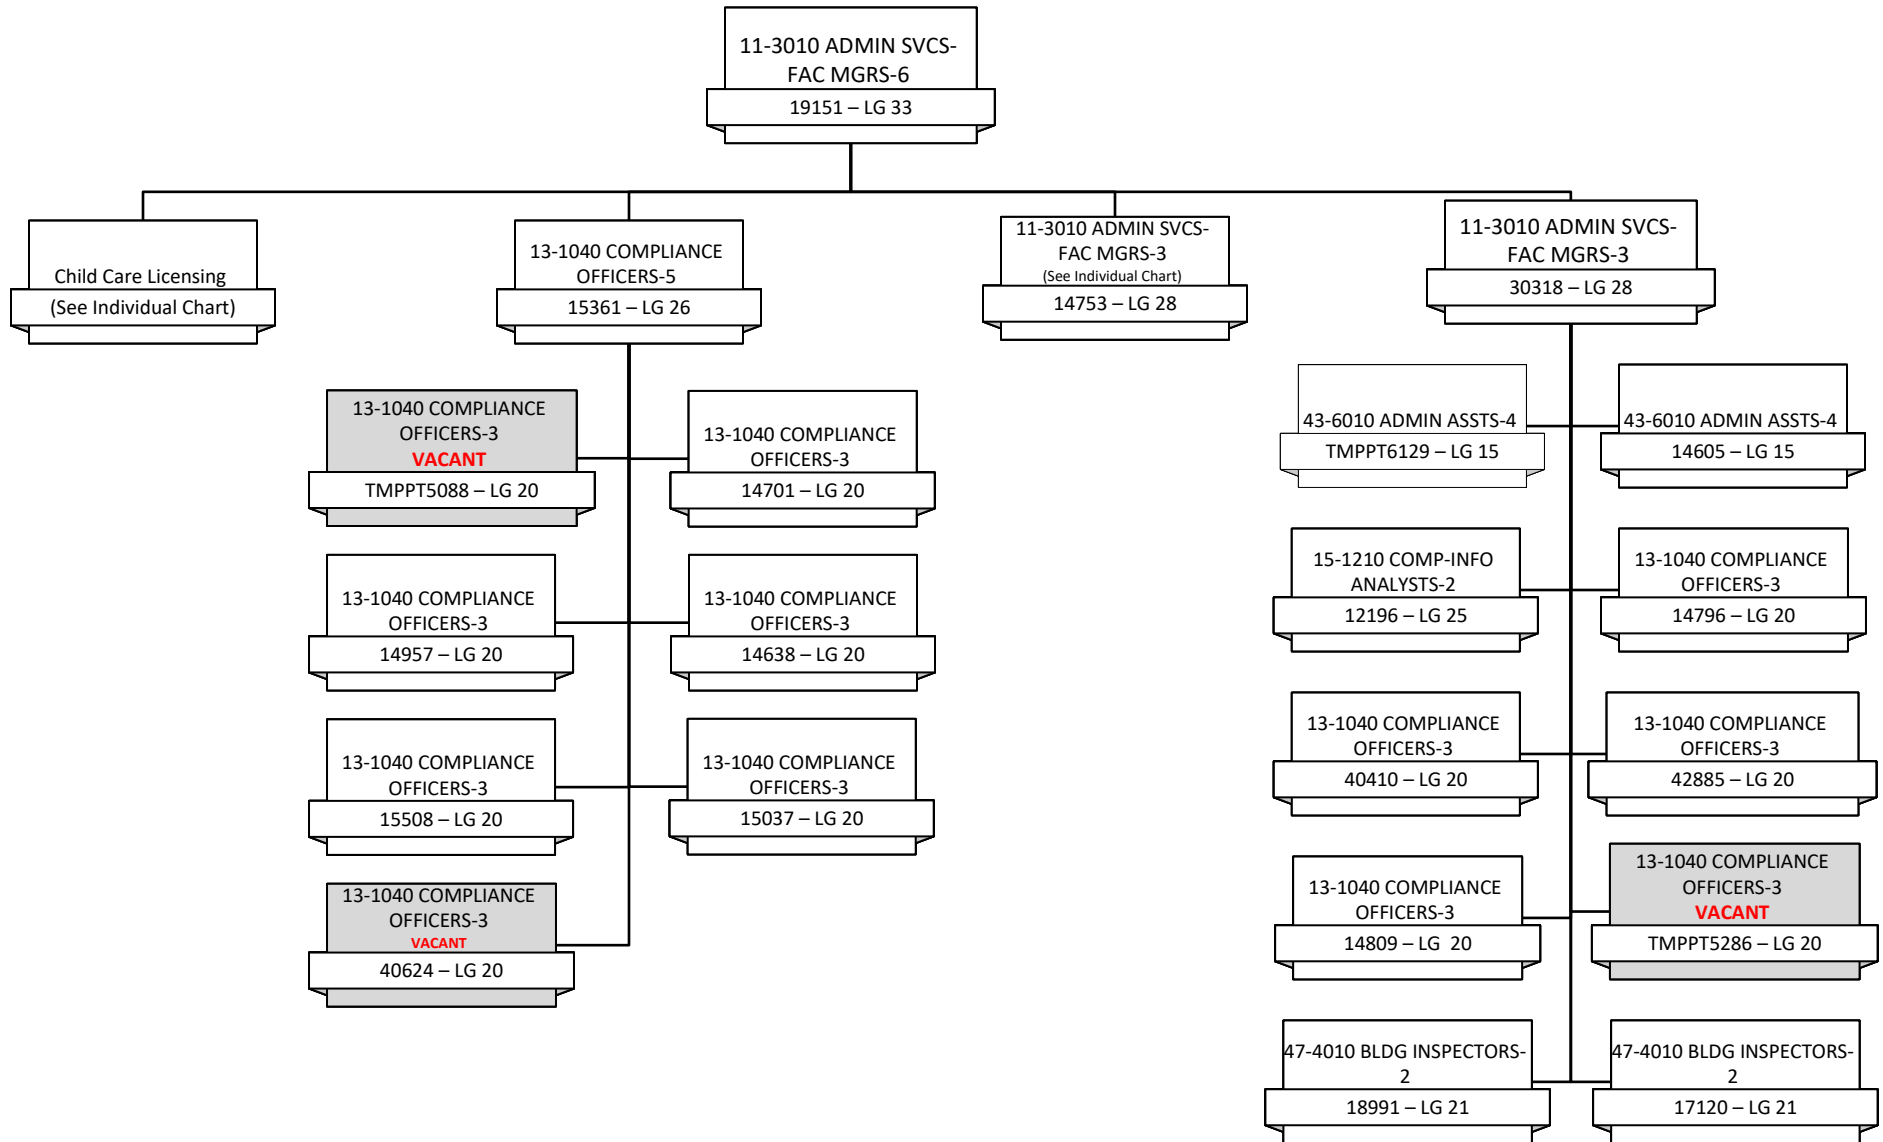 11-3010 ADMIN SVCS-
FAC MGRS-6
19151 – LG 33
Child Care Licensing
(See Individual Chart)
13-1040 COMPLIANCE
OFFICERS-5
15361 – LG 26
11-3010 ADMIN SVCS-
FAC MGRS-3
(See Individual Chart)
14753 – LG 28
11-3010 ADMIN SVCS-
FAC MGRS-3
30318 – LG 28
13-1040 COMPLIANCE
OFFICERS-3
VACANT
TMPPT5088 – LG 20
13-1040 COMPLIANCE
OFFICERS-3
14701 – LG 20
13-1040 COMPLIANCE
OFFICERS-3
14957 – LG 20
13-1040 COMPLIANCE
OFFICERS-3
14638 – LG 20
13-1040 COMPLIANCE
OFFICERS-3
15508 – LG 20
13-1040 COMPLIANCE
OFFICERS-3
15037 – LG 20
13-1040 COMPLIANCE
OFFICERS-3
VACANT
40624 – LG 20
43-6010 ADMIN ASSTS-4
TMPPT6129 – LG 15
43-6010 ADMIN ASSTS-4
14605 – LG 15
15-1210 COMP-INFO
ANALYSTS-2
12196 – LG 25
13-1040 COMPLIANCE
OFFICERS-3
14796 – LG 20
13-1040 COMPLIANCE
OFFICERS-3
40410 – LG 20
13-1040 COMPLIANCE
OFFICERS-3
42885 – LG 20
13-1040 COMPLIANCE
OFFICERS-3
14809 – LG  20
13-1040 COMPLIANCE
OFFICERS-3
VACANT
TMPPT5286 – LG 20
47-4010 BLDG INSPECTORS-
2
18991 – LG 21
47-4010 BLDG INSPECTORS-
2
17120 – LG 21